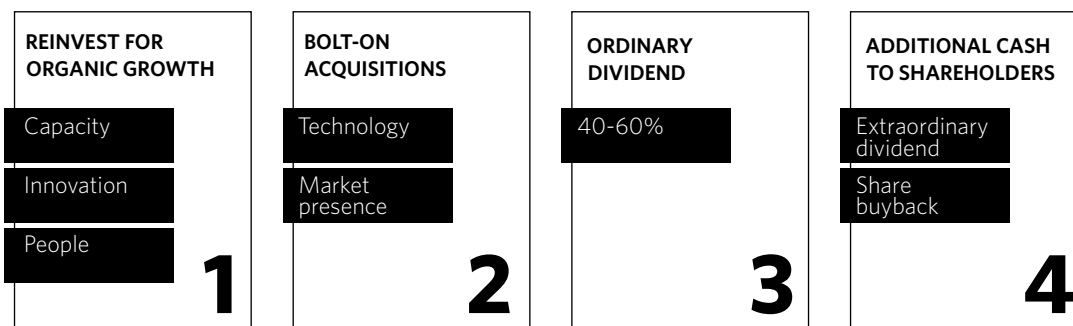 REINVEST FOR
ORGANIC GROWTH
Capacity
Innovation
People
1
BOLT-ON
ACQUISITIONS
Technology
Market
presence
2
ORDINARY
DIVIDEND
40-60%
3
ADDITIONAL CASH
TO SHAREHOLDERS
Extraordinary
dividend
Share
buyback
4